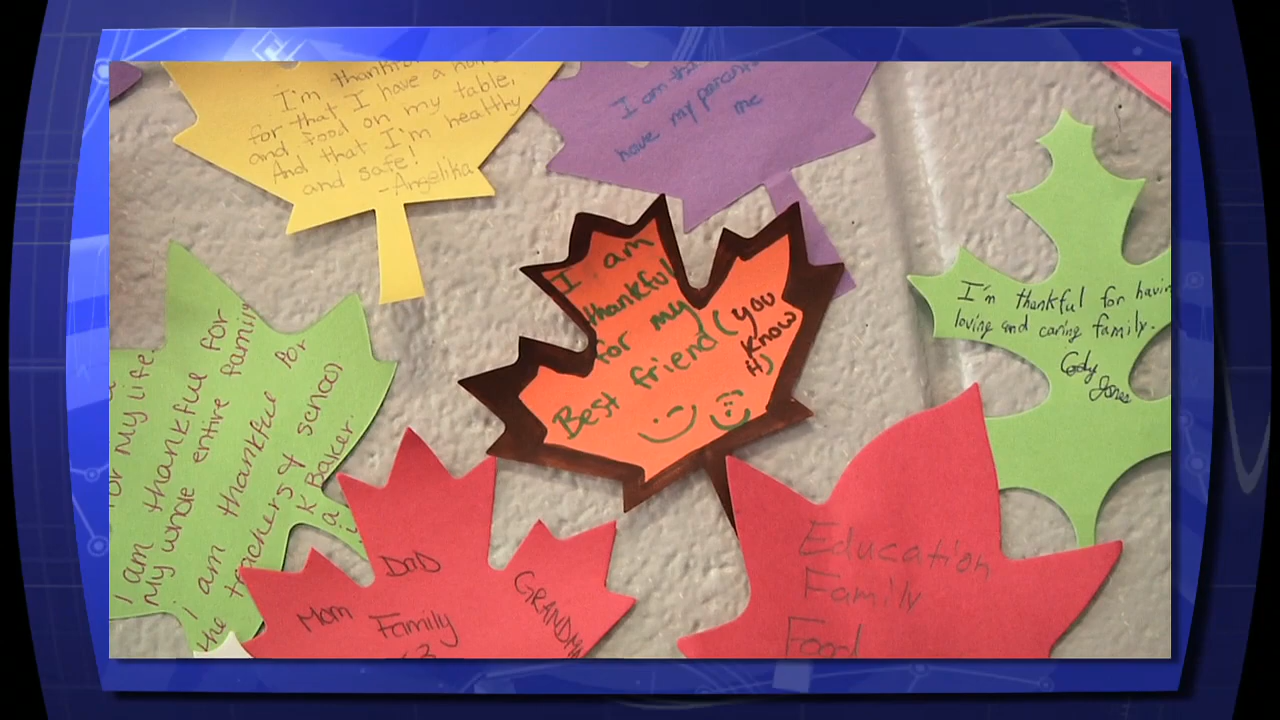 I'm thankful
for that I have a home
and food on my table,
And that I'm healthy
and safe!
-Angelika
I am
have my parents
me
I am
thankful
for my
Best friend (you
know
it)
I'm thankful for havin
loving and caring family.
Cody
Jones
for My life.
i am thankful for
My whole entire family
i am thankful for
the teachers & school
K Baker
Mom
DAD
Family
<3
GRANDMA
Education
Family
Food